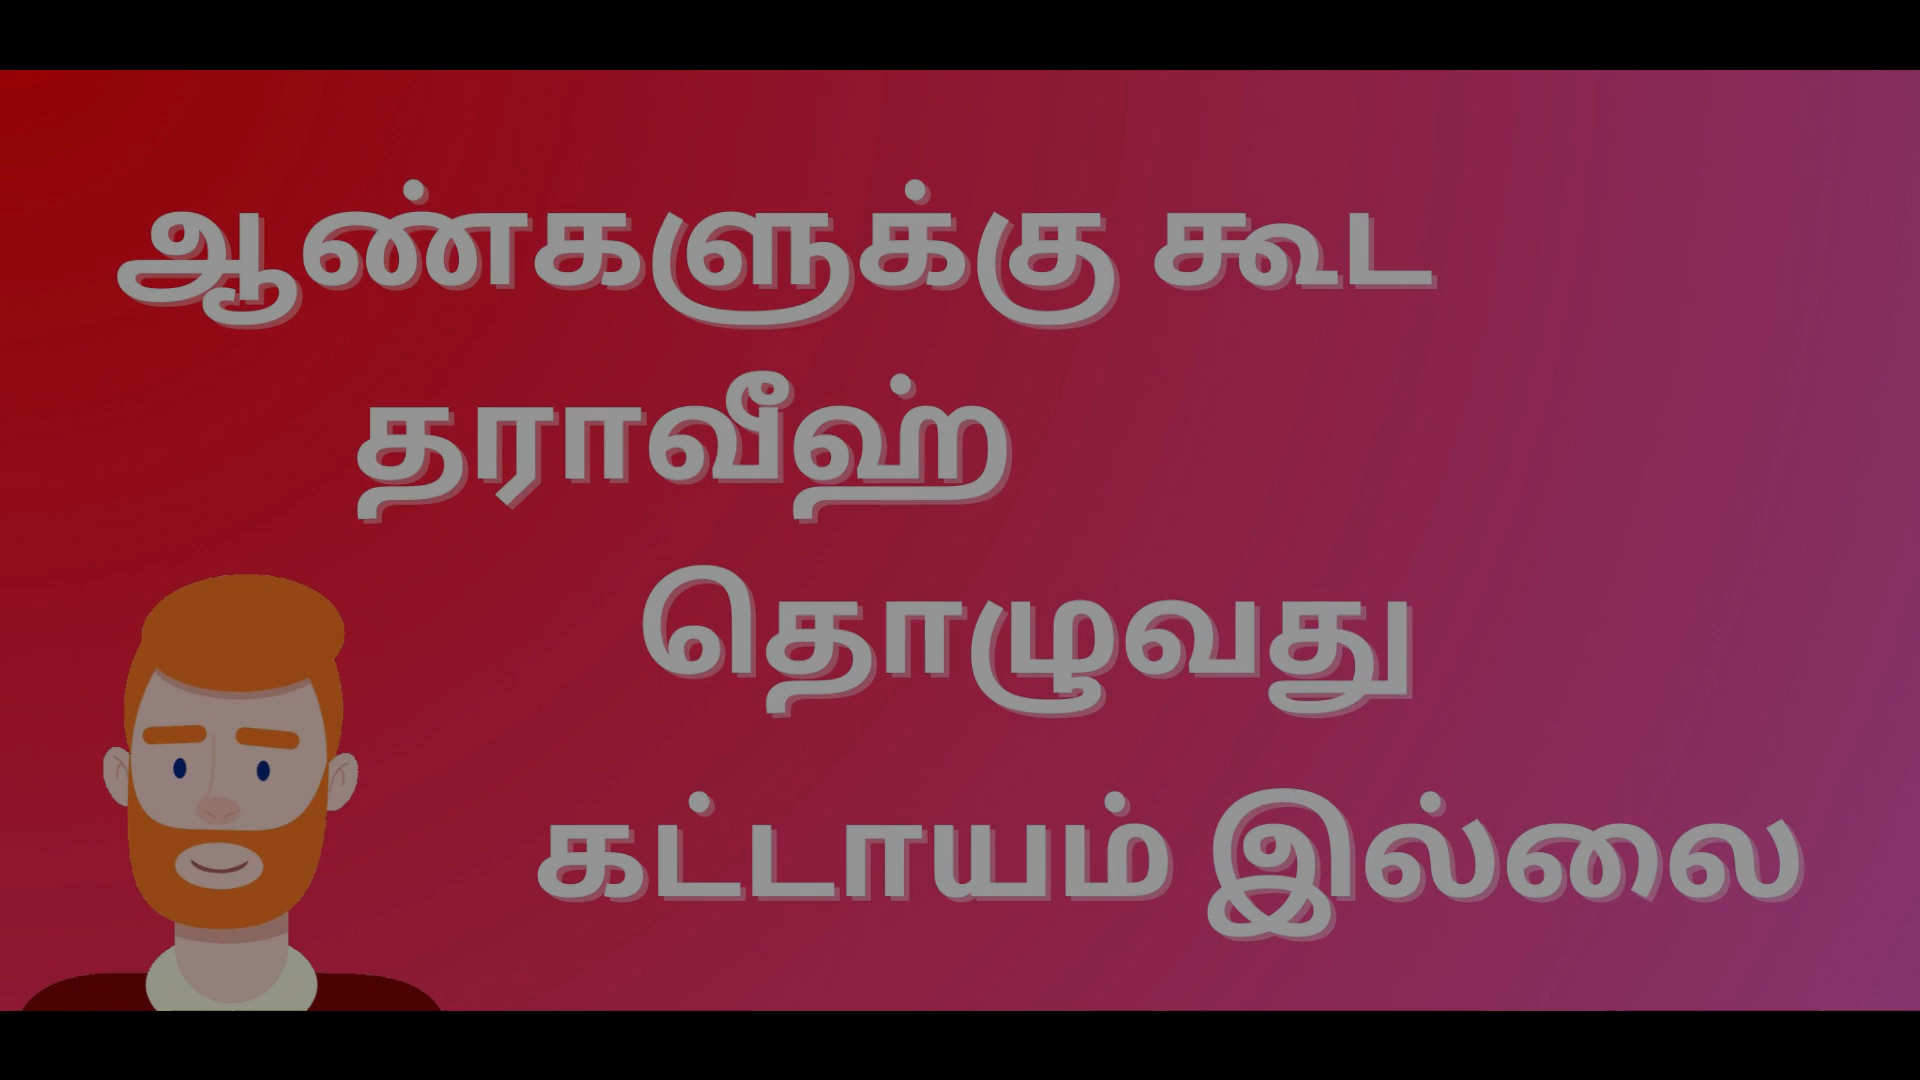 ஆண்களுக்கு கூட
தராவீஹ்
தொழுவது
கட்டாயம் இல்லை